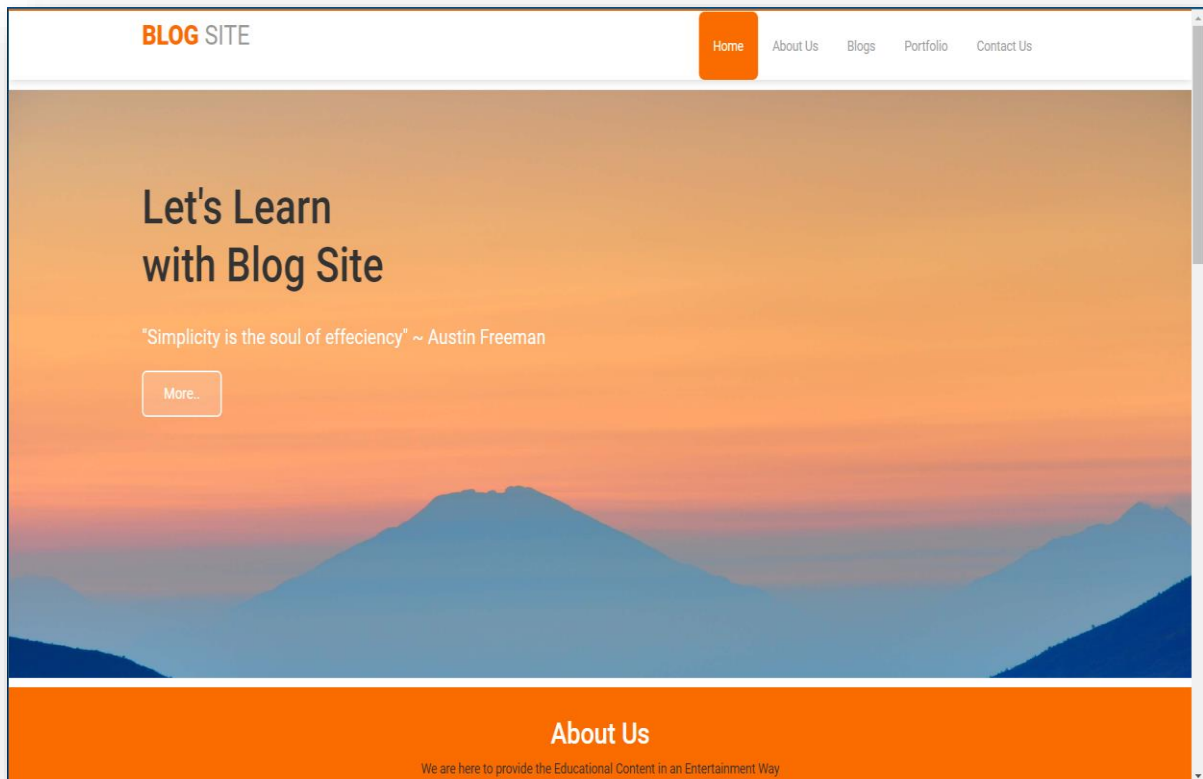 BLOG SITE
Home About Us Blogs Portfolio Contact Us
Let's Learn
with Blog Site
"Simplicity is the soul of effeciency" ~ Austin Freeman
More..
About Us
We are here to provide the Educational Content in an Entertainment Way